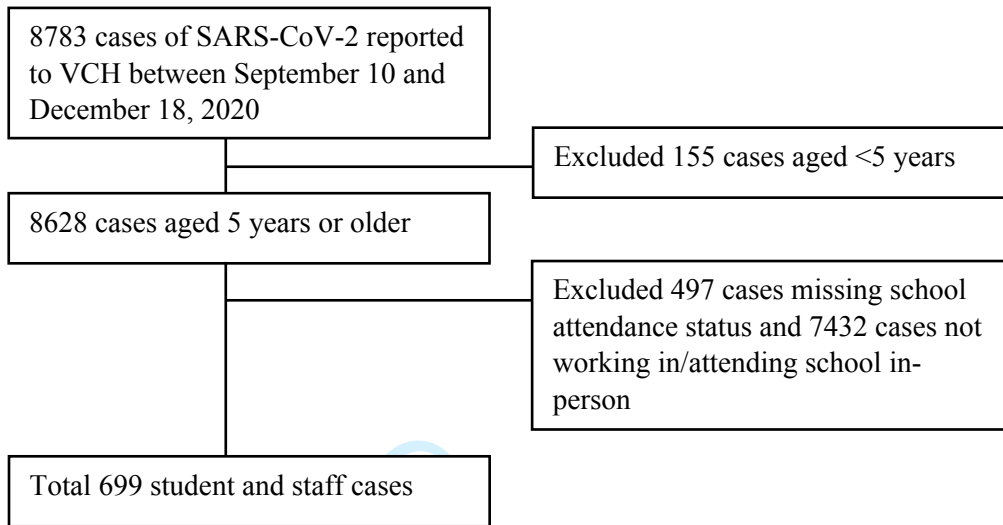 8783 cases of SARS-CoV-2 reported
to VCH between September 10 and
December 18, 2020
Excluded 155 cases aged <5 years
8628 cases aged 5 years or older
Excluded 497 cases missing school
attendance status and 7432 cases not
working in/attending school in-
person
Total 699 student and staff cases